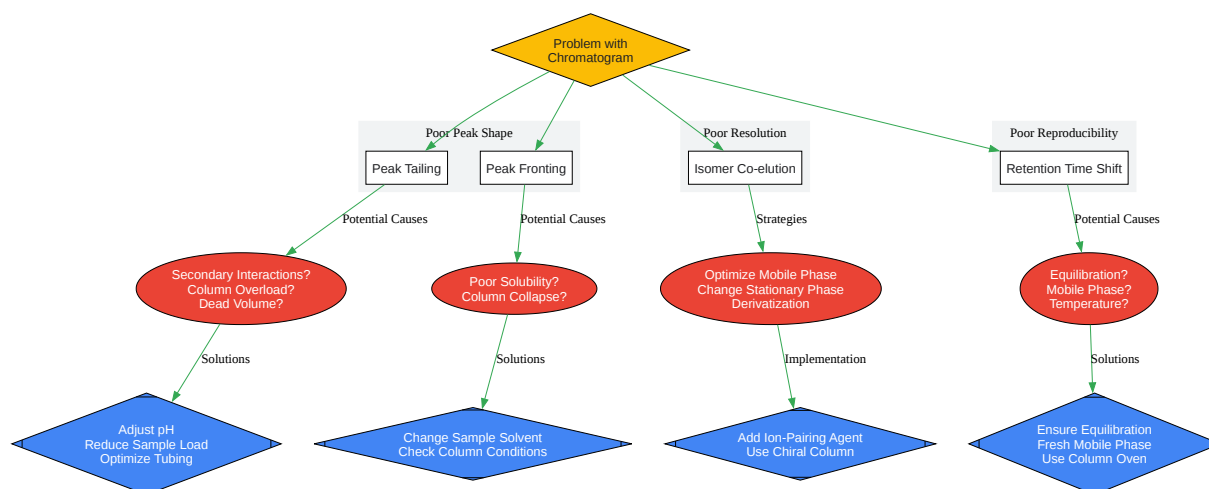 Problem with
Chromatogram
Poor Peak Shape
Poor Resolution
Poor Reproducibility
Peak Tailing
Peak Fronting
Isomer Co-elution
Retention Time Shift
Potential Causes
Potential Causes
Strategies
Potential Causes
Secondary Interactions?
Column Overload?
Dead Volume?
Poor Solubility?
Column Collapse?
Optimize Mobile Phase
Change Stationary Phase
Derivatization
Equilibration?
Mobile Phase?
Temperature?
Solutions
Solutions
Implementation
Solutions
Adjust pH
Reduce Sample Load
Optimize Tubing
Change Sample Solvent
Check Column Conditions
Add Ion-Pairing Agent
Use Chiral Column
Ensure Equilibration
Fresh Mobile Phase
Use Column Oven